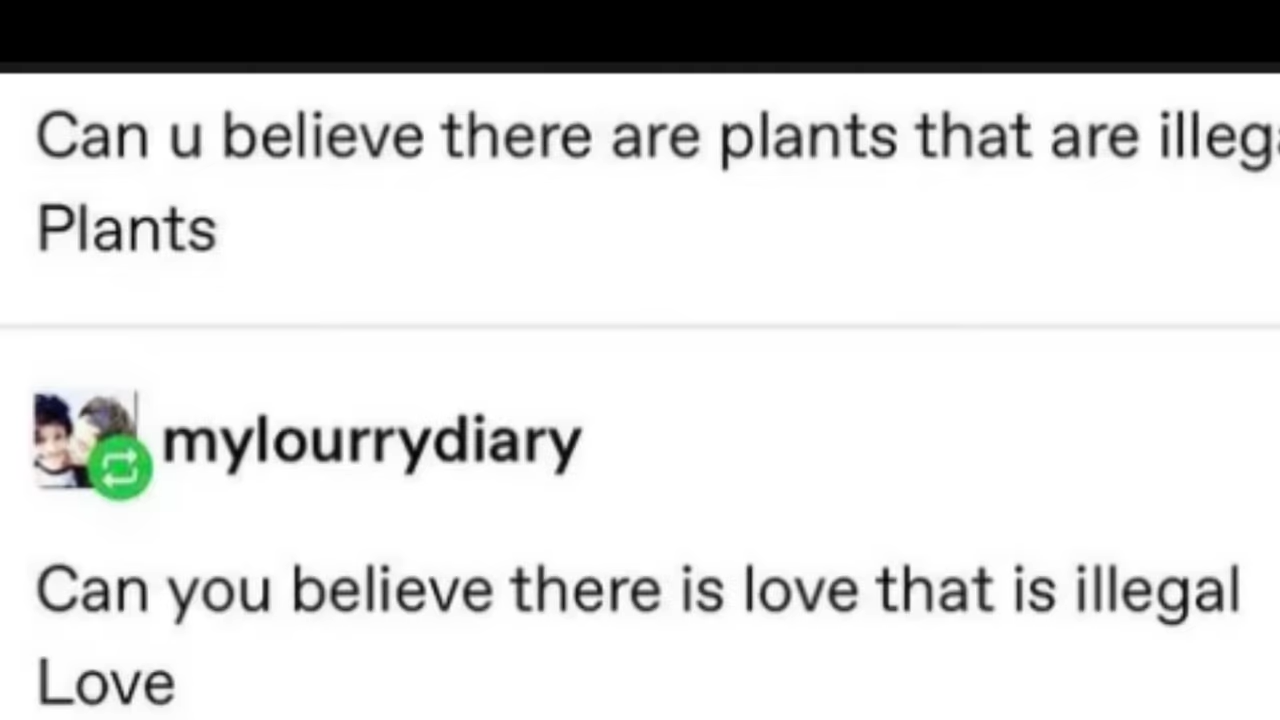 Can u believe there are plants that are illega
Plants
mylourrydiary
Can you believe there is love that is illegal
Love